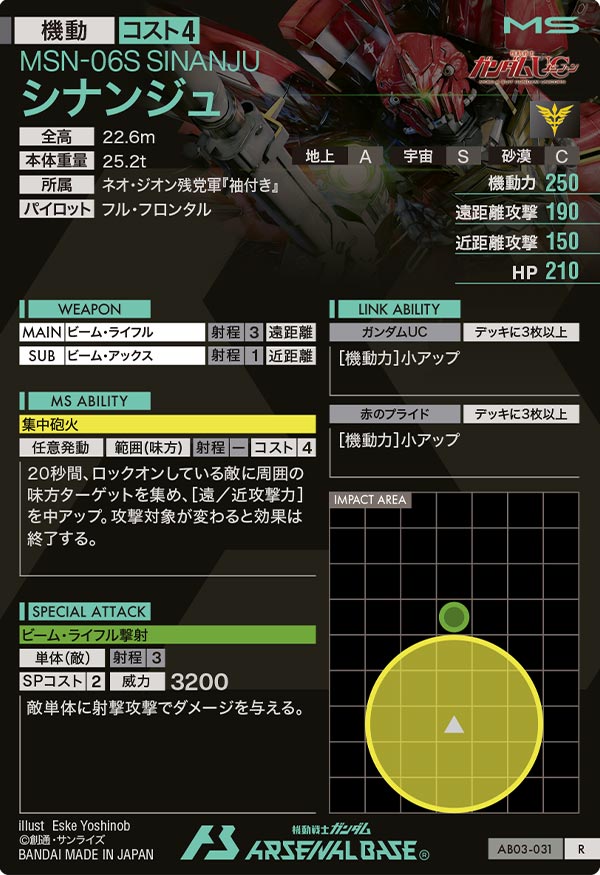 機動 コスト4 MS
MSN-06S SINANJU
シナンジュ
機動戦士
ガンダムUC
全高 22.6m
本体重量 25.2t
所属 ネオ・ジオン残党軍『袖付き』
パイロット フル・フロンタル
地上 A 宇宙 S 砂漠 C
機動力 250
遠距離攻撃 190
近距離攻撃 150
HP 210
WEAPON
MAIN ビーム・ライフル 射程 3 遠距離
SUB ビーム・アックス 射程 1 近距離
MS ABILITY
集中砲火
任意発動 範囲(味方) 射程 ー コスト 4
20秒間、ロックオンしている敵に周囲の
味方ターゲットを集め、[遠／近攻撃力]
を中アップ。攻撃対象が変わると効果は
終了する。
SPECIAL ATTACK
ビーム・ライフル撃射
単体(敵) 射程 3
SPコスト 2 威力 3200
敵単体に射撃攻撃でダメージを与える。
LINK ABILITY
ガンダムUC デッキに3枚以上
[機動力]小アップ
赤のプライド デッキに3枚以上
[機動力]小アップ
IMPACT AREA
illust Eske Yoshinob
©創通・サンライズ
BANDAI MADE IN JAPAN
AB 機動戦士ガンダム
ARSENAL BASE®
AB03-031 R